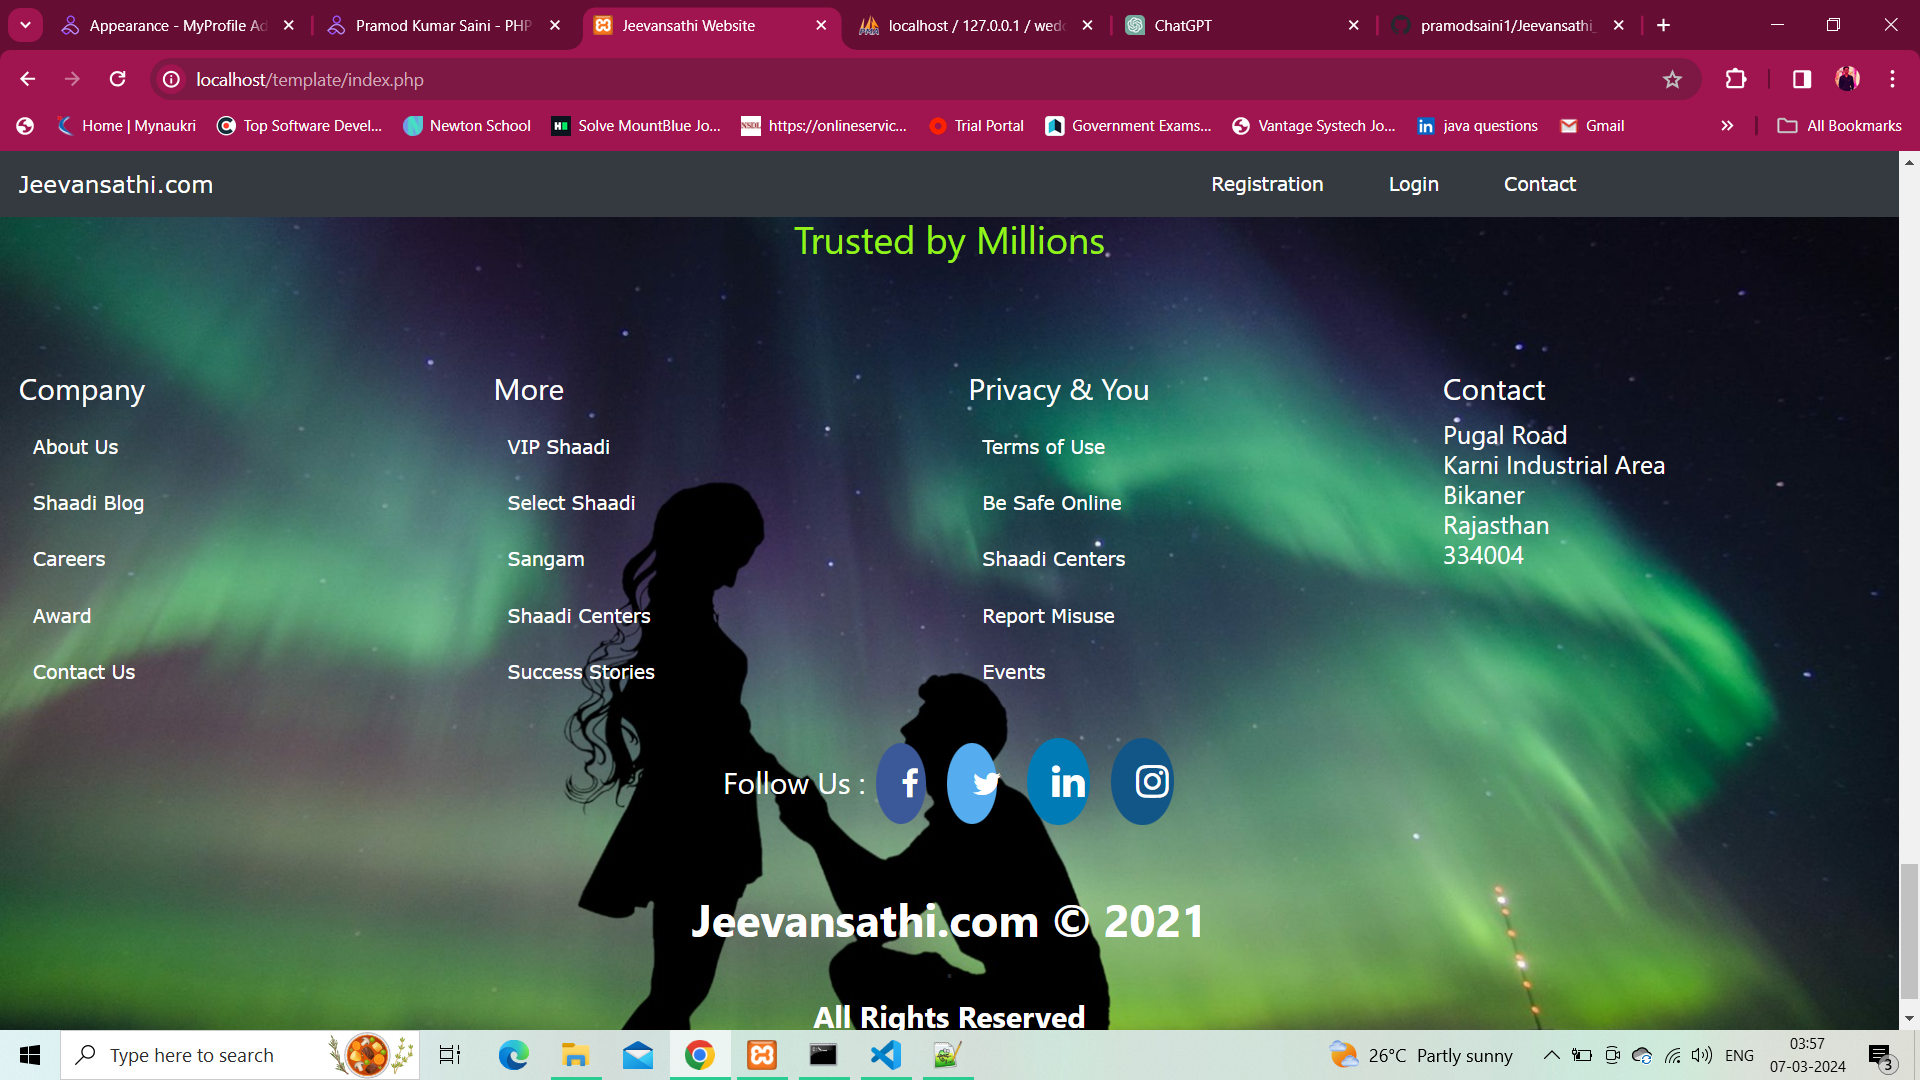 Appearance - MyProfile Ad
Pramod Kumar Saini - PHP
Jeevansathi Website
localhost / 127.0.0.1 / wedd
ChatGPT
pramodsaini1/Jeevansathi_
localhost/template/index.php
Home | Mynaukri
Top Software Devel...
Newton School
Solve MountBlue Jo...
NSDL
https://onlineservic...
Trial Portal
Government Exams...
Vantage Systech Jo...
java questions
Gmail
All Bookmarks
Jeevansathi.com
Registration
Login
Contact
Trusted by Millions
Company
More
Privacy & You
Contact
About Us
VIP Shaadi
Terms of Use
Pugal Road
Karni Industrial Area
Bikaner
Rajasthan
334004
Shaadi Blog
Select Shaadi
Be Safe Online
Careers
Sangam
Shaadi Centers
Award
Shaadi Centers
Report Misuse
Contact Us
Success Stories
Events
Follow Us :
Jeevansathi.com © 2021
All Rights Reserved
Type here to search
26°C Partly sunny
ENG
03:57
07-03-2024
3